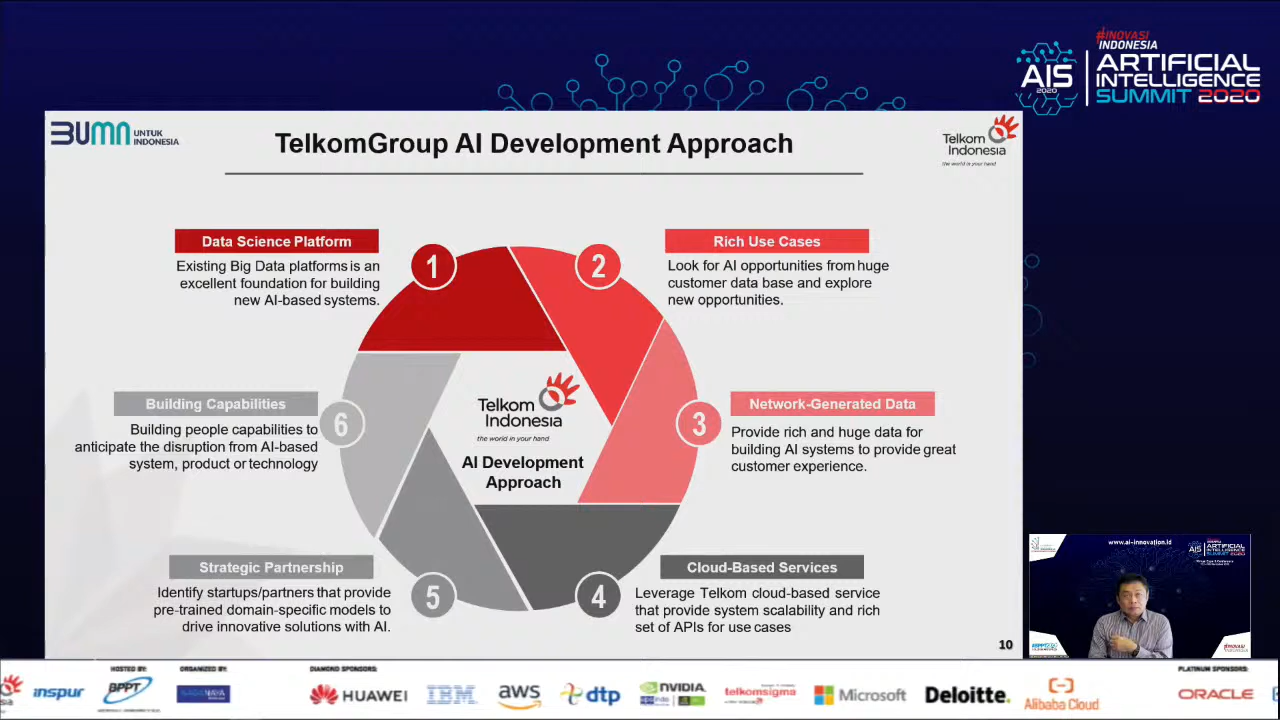 #INOVASI
INDONESIA
AIS
2020
ARTIFICIAL
INTELLIGENCE
SUMMIT 2020
BUMN
UNTUK
INDONESIA
TelkomGroup AI Development Approach
Telkom
Indonesia
the world in your hand
Data Science Platform
Existing Big Data platforms is an
excellent foundation for building
new AI-based systems.
1
2
Rich Use Cases
Look for AI opportunities from huge
customer data base and explore
new opportunities.
Building Capabilities
Building people capabilities to
anticipate the disruption from AI-based
system, product or technology
6
Telkom
Indonesia
the world in your hand
AI Development
Approach
3
Network-Generated Data
Provide rich and huge data for
building AI systems to provide great
customer experience.
Strategic Partnership
Identify startups/partners that provide
pre-trained domain-specific models to
drive innovative solutions with AI.
5
4
Cloud-Based Services
Leverage Telkom cloud-based service
that provide system scalability and rich
set of APIs for use cases
10
www.ai-innovation.id
AIS
ARTIFICIAL
INTELLIGENCE
SUMMIT 2020
HOSTED BY:
ORGANIZED BY:
DIAMOND SPONSORS:
PLATINUM SPONSORS:
inspur
BPPT
HUAWEI
IBM
aws
dtp
NVIDIA
telkomsigma
Microsoft
Deloitte.
Alibaba Cloud
ORACLE